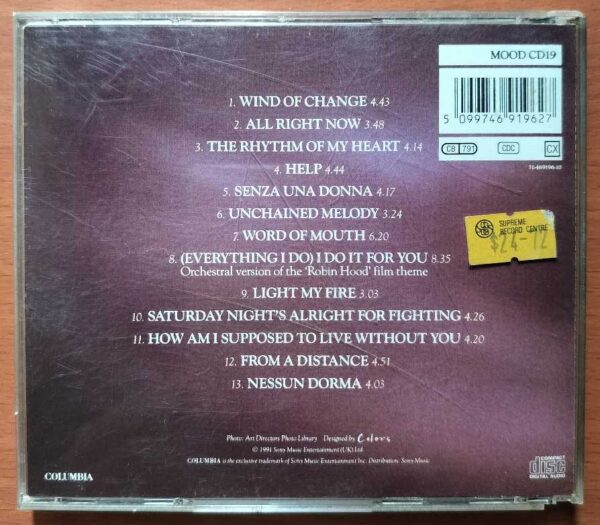 MOOD CD19
5 099746 919627
CB 791 CDC CX
71-469196-10
1. WIND OF CHANGE 4.43
2. ALL RIGHT NOW 3.48
3. THE RHYTHM OF MY HEART 4.14
4. HELP 4.44
5. SENZA UNA DONNA 4.17
6. UNCHAINED MELODY 3.24
7. WORD OF MOUTH 6.20
8. (EVERYTHING I DO) I DO IT FOR YOU 8.35
Orchestral version of the 'Robin Hood' film theme
9. LIGHT MY FIRE 3.03
10. SATURDAY NIGHT'S ALRIGHT FOR FIGHTING 4.26
11. HOW AM I SUPPOSED TO LIVE WITHOUT YOU 4.20
12. FROM A DISTANCE 4.51
13. NESSUN DORMA 4.03
SUPREME
RECORD CENTRE
$24-12
Photo: Art Directors Photo Library Designed by Colors
© 1991 Sony Music Entertainment (UK) Ltd.
COLUMBIA is the exclusive trademark of Sony Music Entertainment Inc. Distribution: Sony Music
COLUMBIA
COMPACT
disc
DIGITAL AUDIO